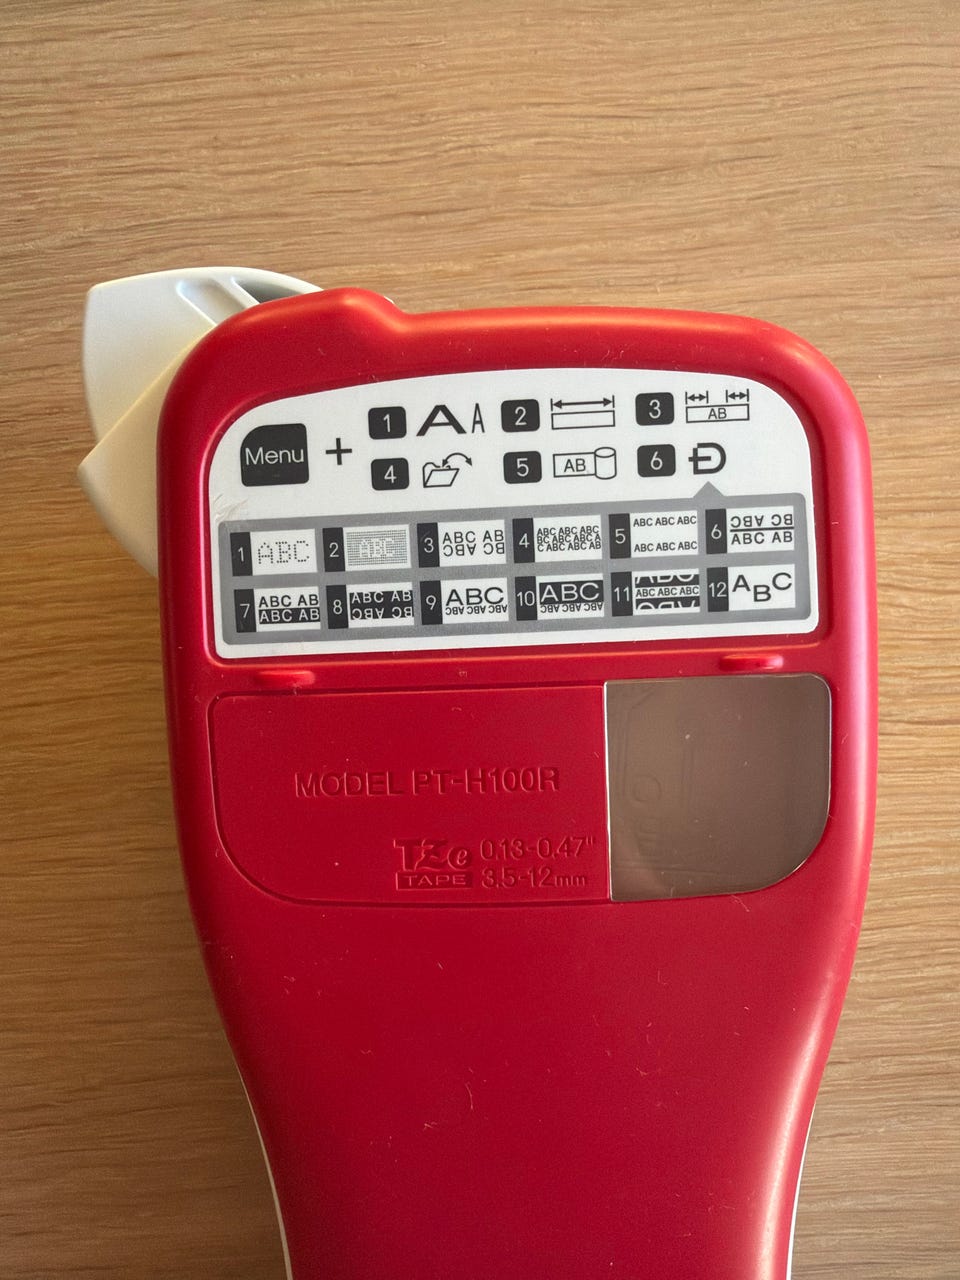 Menu + 1 AA 2 3 AB
4 5 AB 6 Đ
1 ABC 2 ABC 3 ABC AB 4 ABC ABC ABC 5 ABC ABC ABC 6 ABC BC
ABC BC BC ABC ABC A ABC AB
C ABC ABC AB ABC ABC ABC
7 ABC AB 8 ABC AB 9 ABC 10 ABC 11 ABC 12 ABC
ABC AB ABC BC ABC ABC ABC ABC ABC ABC ABC ABC ABC
ABC
MODEL PT-H100R
TZe 0.13-0.47"
TAPE 3.5-12mm